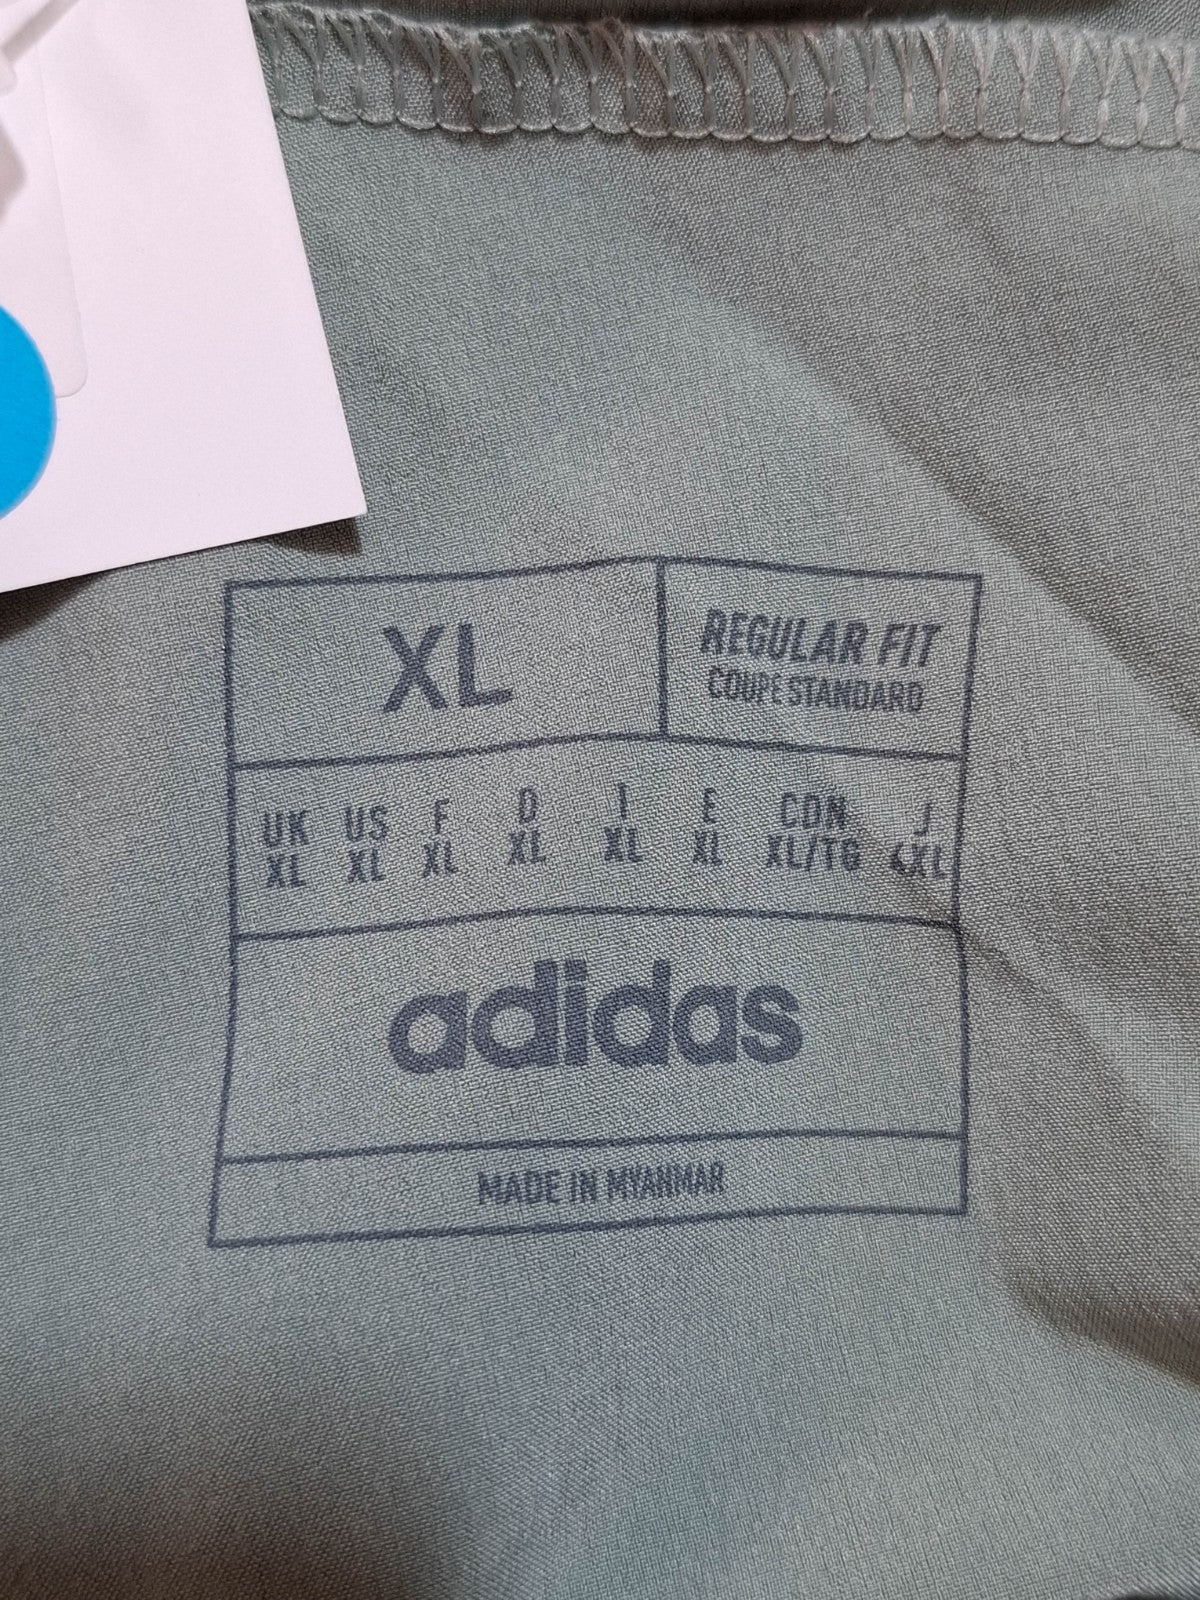 XL
REGULAR FIT
COUPE STANDARD
UK US F D I E CDN J
XL XL XL XL XL XL XL/TG 4XL
adidas
MADE IN MYANMAR